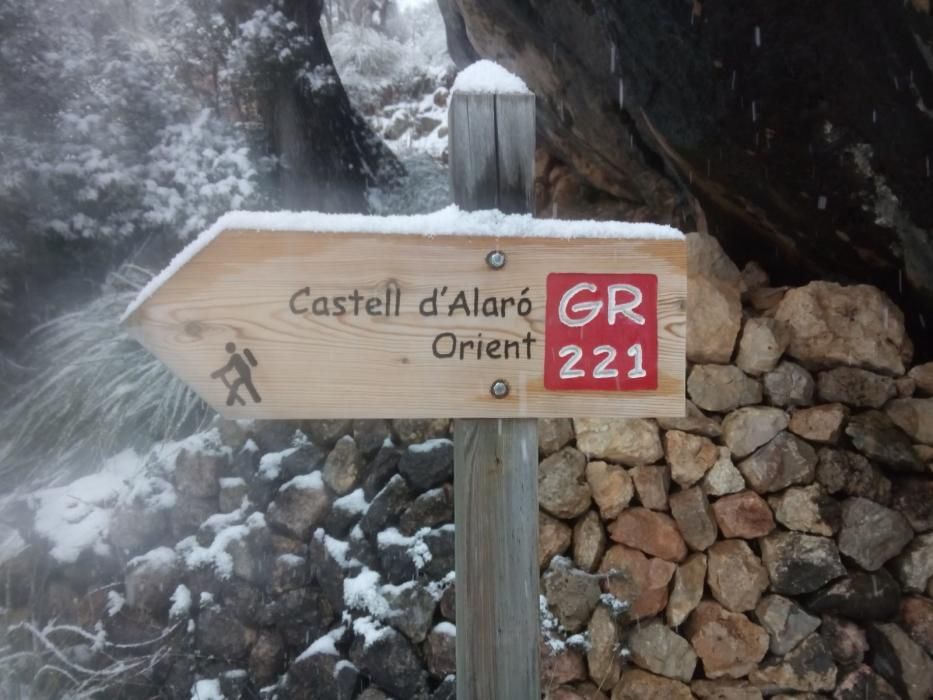 Castell d'Alaró
Orient
GR
221